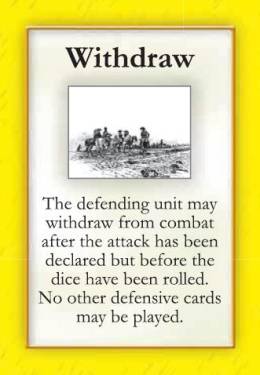 Withdraw
The defending unit may
withdraw from combat
after the attack has been
declared but before the
dice have been rolled.
No other defensive cards
may be played.